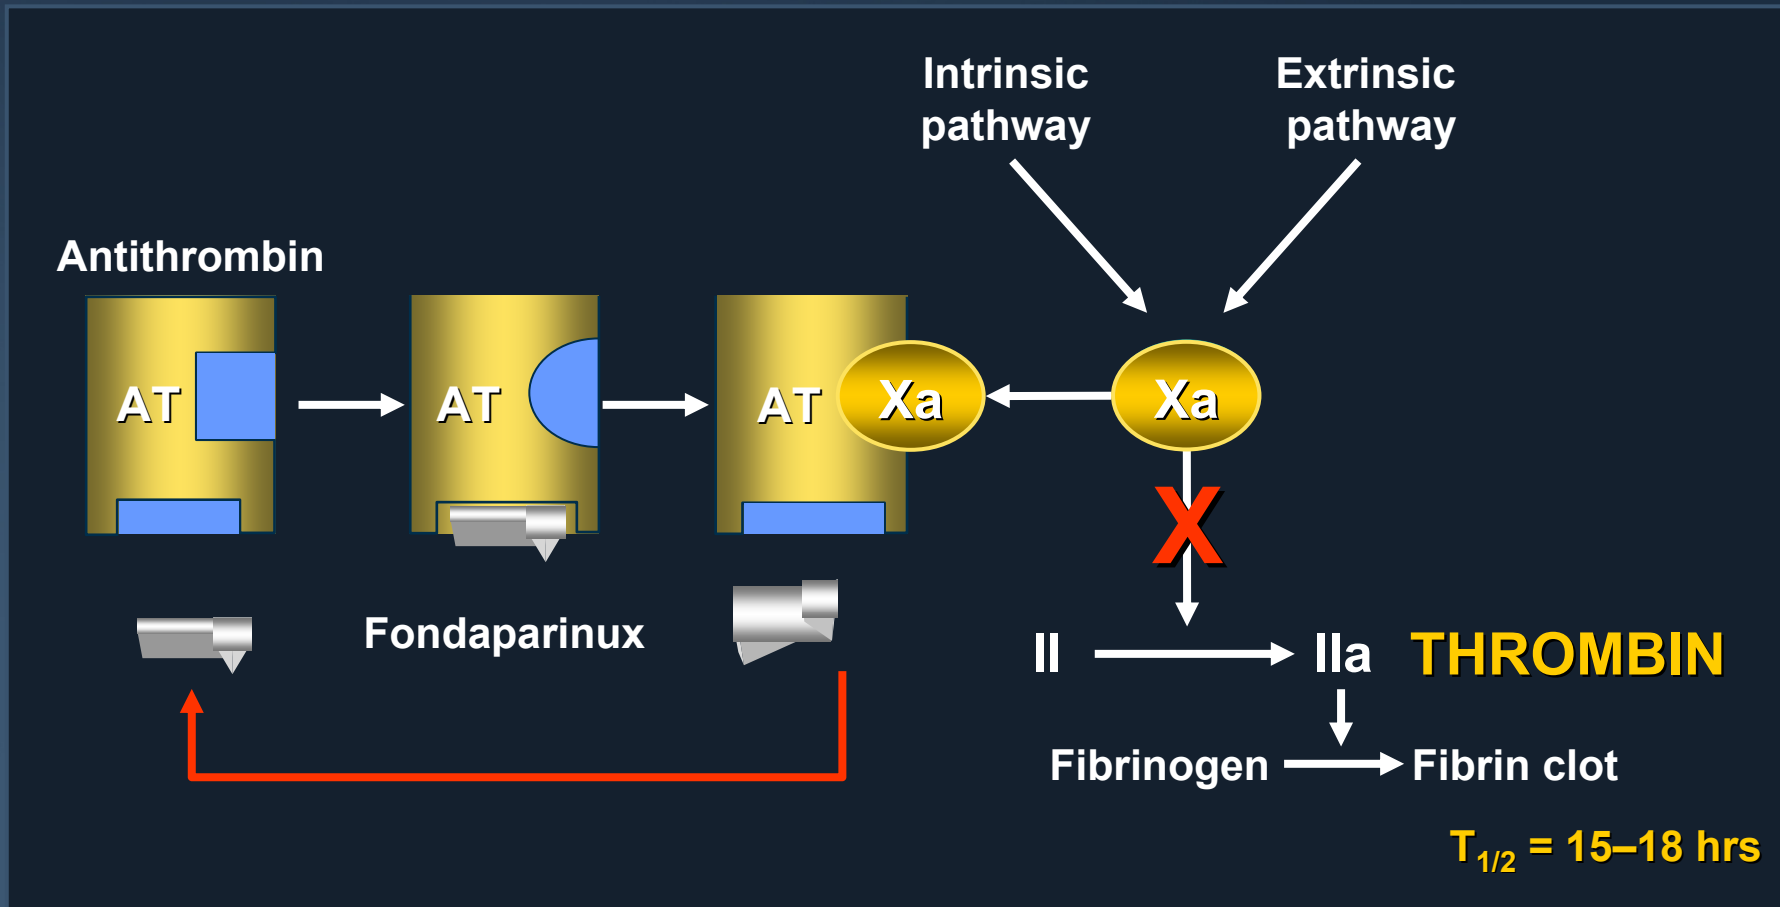 Intrinsic
pathway
Extrinsic
pathway
Antithrombin
AT
AT
AT
Xa
Xa
X
Fondaparinux
II
IIa
THROMBIN
Fibrinogen
Fibrin clot
T1/2 = 15–18 hrs